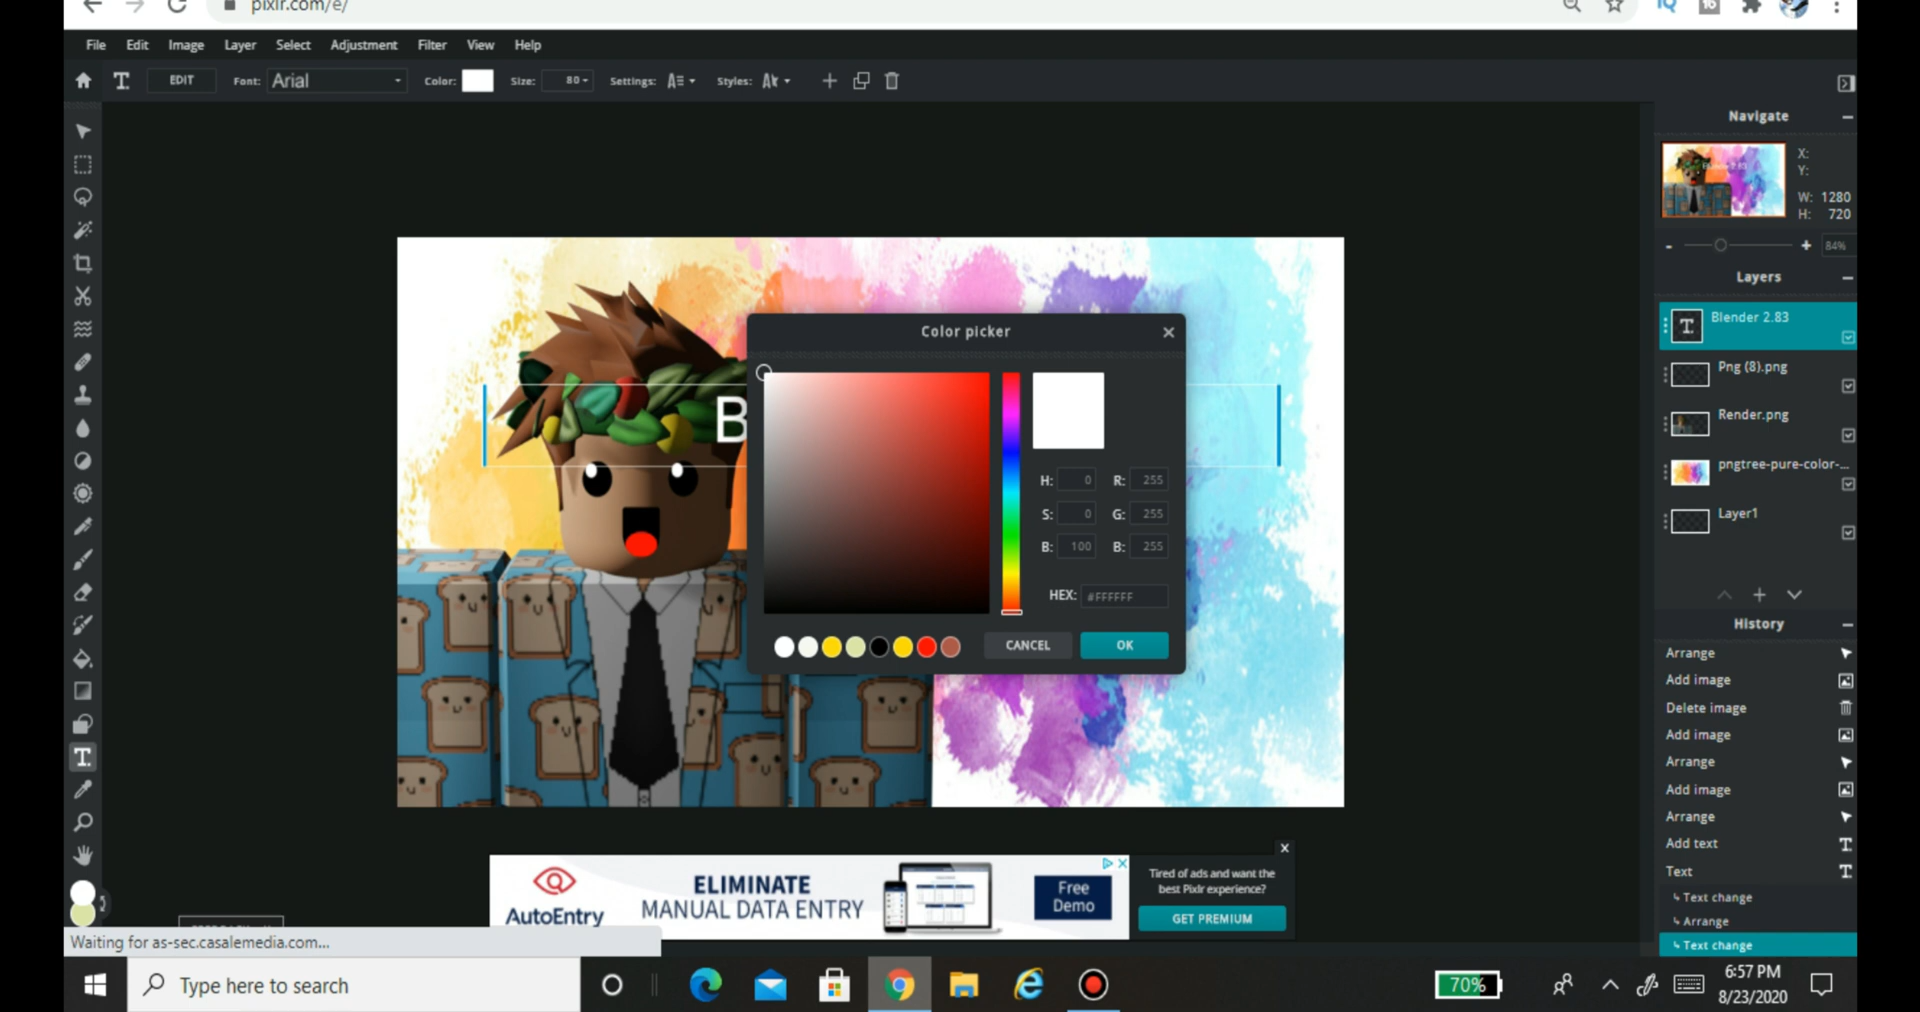 pixlr.com/e/
File Edit Image Layer Select Adjustment Filter View Help
T. EDIT Font: Arial Color: Size: 80 Settings: Styles:
Navigate
X:
Y:
W: 1280
H: 720
- + 84%
Layers
Blender 2.83
Png (8).png
Render.png
pngtree-pure-color-...
Layer1
History
Arrange
Add image
Delete image
Add image
Arrange
Add image
Arrange
Add text
Text
Text change
Arrange
Text change
B
Color picker
H: 0 R: 255
S: 0 G: 255
B: 100 B: 255
HEX: #FFFFFF
CANCEL OK
AutoEntry
ELIMINATE
MANUAL DATA ENTRY
Free
Demo
Tired of ads and want the
best Pixlr experience?
GET PREMIUM
Waiting for as-sec.casalemedia.com...
Type here to search
70%
6:57 PM
8/23/2020